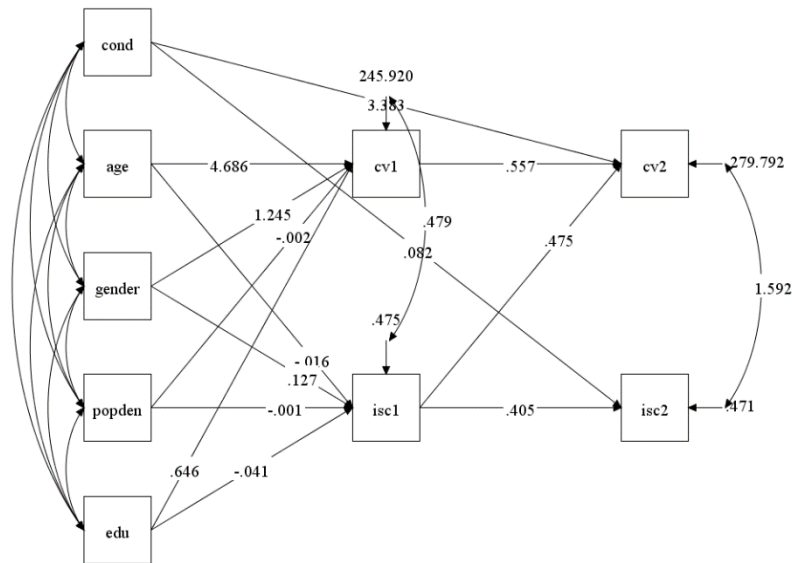 cond
245.920
3.383
age
4.686
cv1
.557
cv2
279.792
1.245
.479
-.002
.082
.475
gender
1.592
.475
-.016
.127
popden
-.001
isc1
.405
isc2
.471
.646
-.041
edu